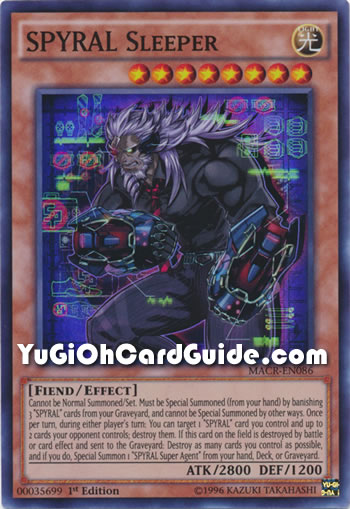 SPYRAL SLEEPER
LIGHT
光
YuGiOhCardGuide.com
MACR-EN086
[FIEND/EFFECT]
Cannot be Normal Summoned/Set. Must be Special Summoned (from your hand) by banishing
3 "SPYRAL" cards from your Graveyard, and cannot be Special Summoned by other ways. Once
per turn, during either player's turn: You can target 1 "SPYRAL" card you control and up to
2 cards your opponent controls; destroy them. If this card on the field is destroyed by battle
or card effect and sent to the Graveyard: Destroy as many cards you control as possible,
and if you do, Special Summon 1 "SPYRAL Super Agent" from your hand, Deck, or Graveyard.
ATK/2800 DEF/1200
00035699 1st Edition ©1996 KAZUKI TAKAHASHI